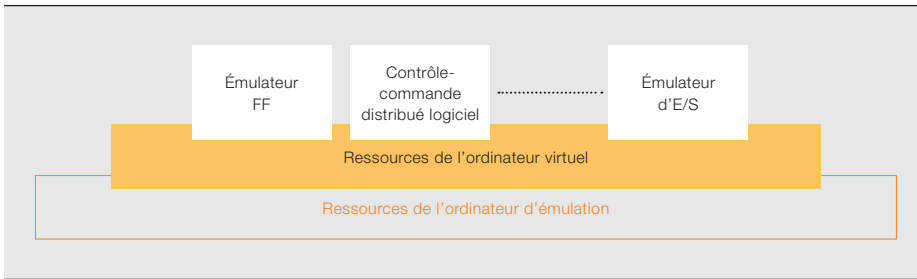 Émulateur
FF
Contrôle-
commande
distribué logiciel
Émulateur
d'E/S
Ressources de l'ordinateur virtuel
Ressources de l'ordinateur d'émulation